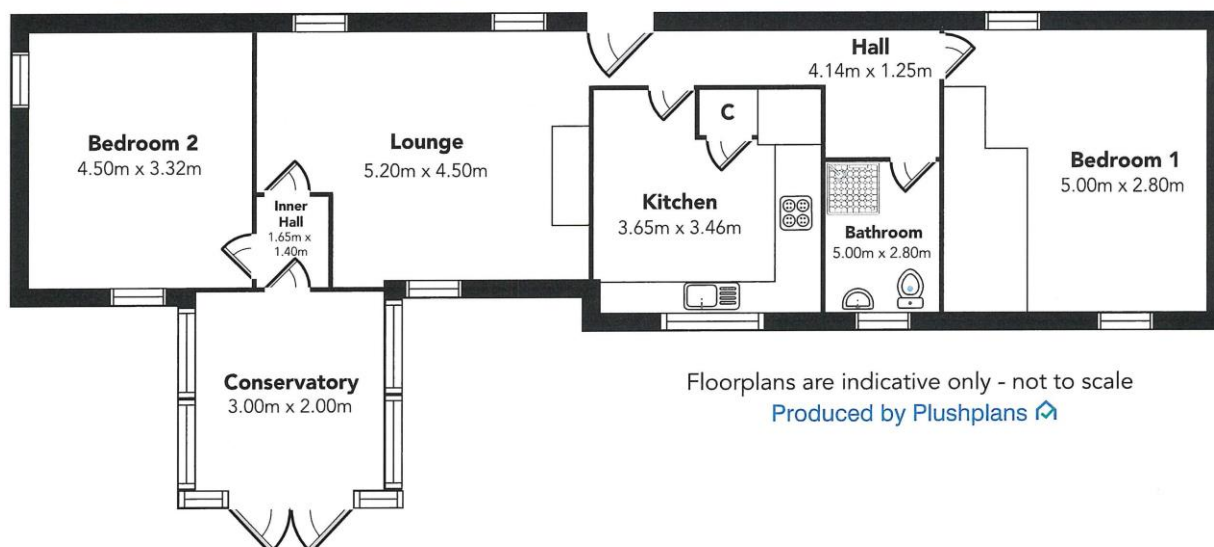 Bedroom 2
4.50m x 3.32m
Lounge
5.20m x 4.50m
Inner
Hall
1.65m x
1.40m
Conservatory
3.00m x 2.00m
C
Kitchen
3.65m x 3.46m
Hall
4.14m x 1.25m
Bathroom
5.00m x 2.80m
Bedroom 1
5.00m x 2.80m
Floorplans are indicative only - not to scale
Produced by Plushplans